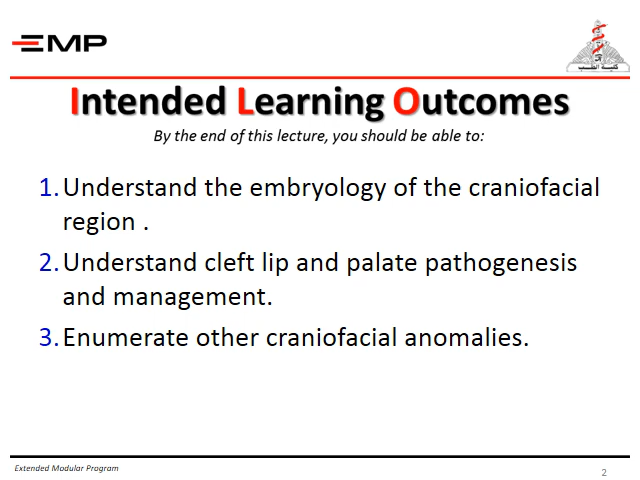 EMP
كلية الطب
Intended Learning Outcomes
By the end of this lecture, you should be able to:
1. Understand the embryology of the craniofacial
region .
2. Understand cleft lip and palate pathogenesis
and management.
3. Enumerate other craniofacial anomalies.
Extended Modular Program
2